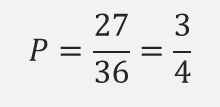 P = 27/36 = 3/4